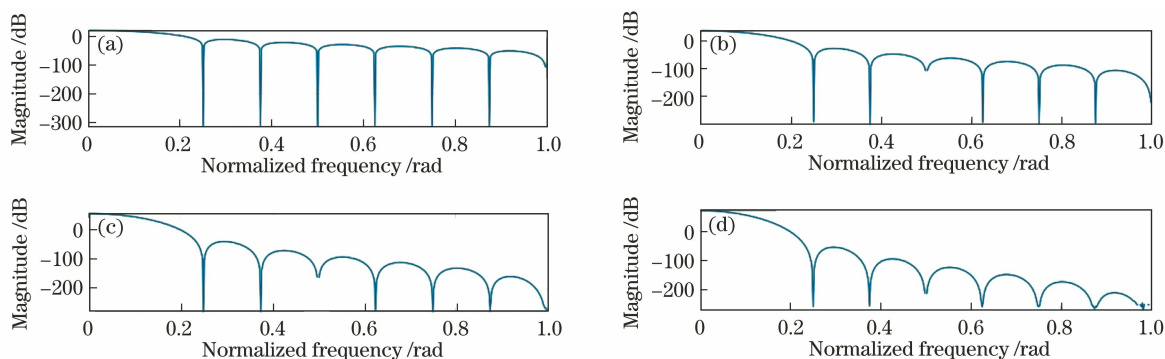 (a)
Magnitude /dB
0
−100
−200
−300
0 0.2 0.4 0.6 0.8 1.0
Normalized frequency /rad
(b)
Magnitude /dB
0
−100
−200
0 0.2 0.4 0.6 0.8 1.0
Normalized frequency /rad
(c)
Magnitude /dB
0
−100
−200
0 0.2 0.4 0.6 0.8 1.0
Normalized frequency /rad
(d)
Magnitude /dB
0
−100
−200
0 0.2 0.4 0.6 0.8 1.0
Normalized frequency /rad